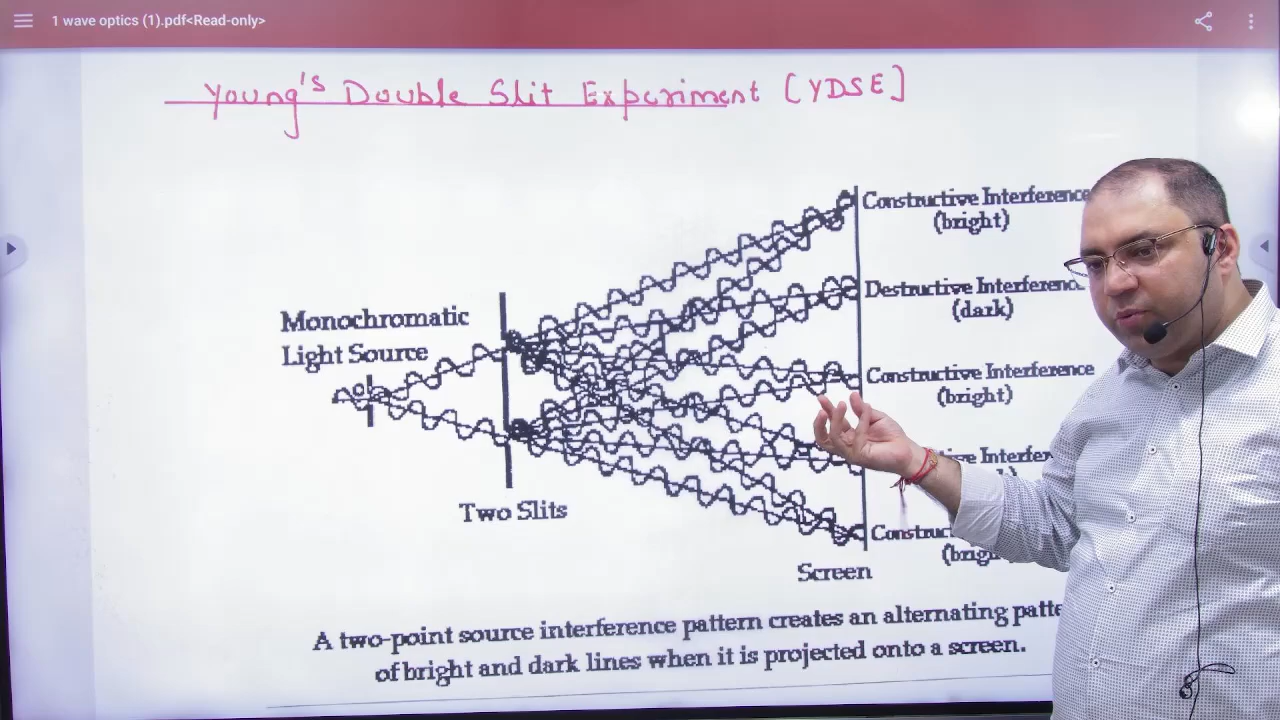 1 wave optics (1).pdf<Read-only>
Young's Double Slit Experiment [YDSE]
Constructive Interference
(bright)
Destructive
(dark)
Monochromatic
Light Source
Constructive Interference
(bright)
Two Slits
Screen
A two-point source interference pattern creates an alternating
of bright and dark lines when it is projected onto a screen.